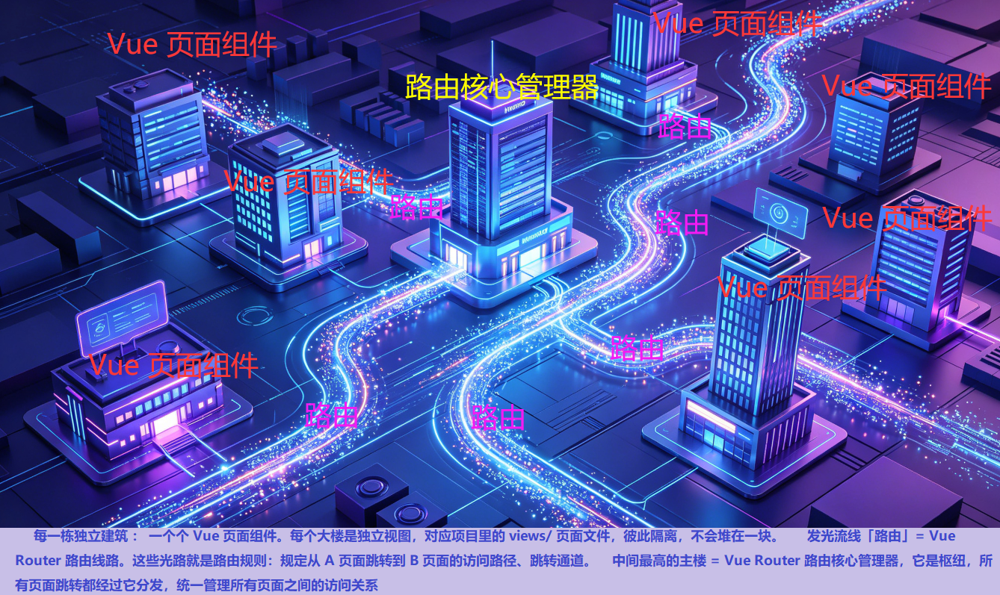 Vue 页面组件
Vue 页面组件
路由核心管理器
Vue 页面组件
路由
Vue 页面组件
路由
路由
Vue 页面组件
Vue 页面组件
路由
Vue 页面组件
路由
路由
每一栋独立建筑： 一个个 Vue 页面组件。每个大楼是独立视图，对应项目里的 views/ 页面文件，彼此隔离，不会堆在一块。 发光流线「路由」= Vue
Router 路由线路。这些光路就是路由规则：规定从 A 页面跳转到 B 页面的访问路径、跳转通道。 中间最高的主楼 = Vue Router 路由核心管理器，它是枢纽，所
有页面跳转都经过它分发，统一管理所有页面之间的访问关系